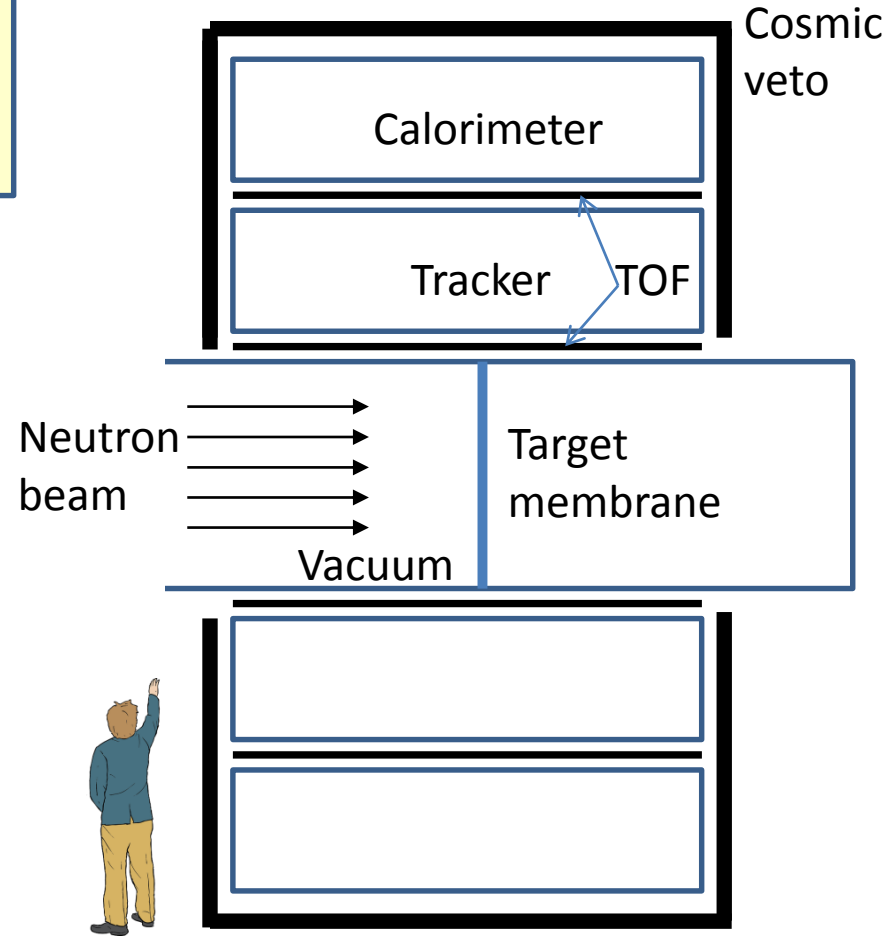 Cosmic
veto
Calorimeter
Tracker
TOF
Neutron
beam
Target
membrane
Vacuum